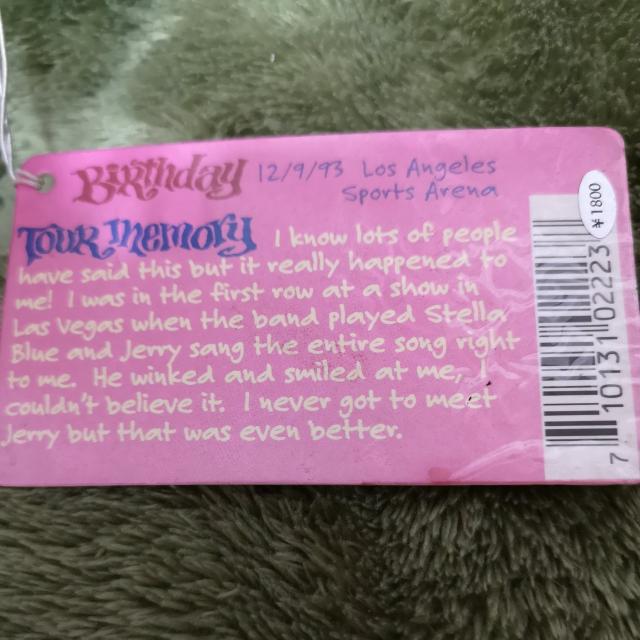 Birthday 12/9/93 Los Angeles
Sports Arena
Tour Memory I know lots of people
have said this but it really happened to
me! I was in the first row at a show in
Las Vegas when the band played Stella
Blue and Jerry sang the entire song right
to me. He winked and smiled at me, I
couldn't believe it. I never got to meet
Jerry but that was even better.
¥1800
7 10131 02223